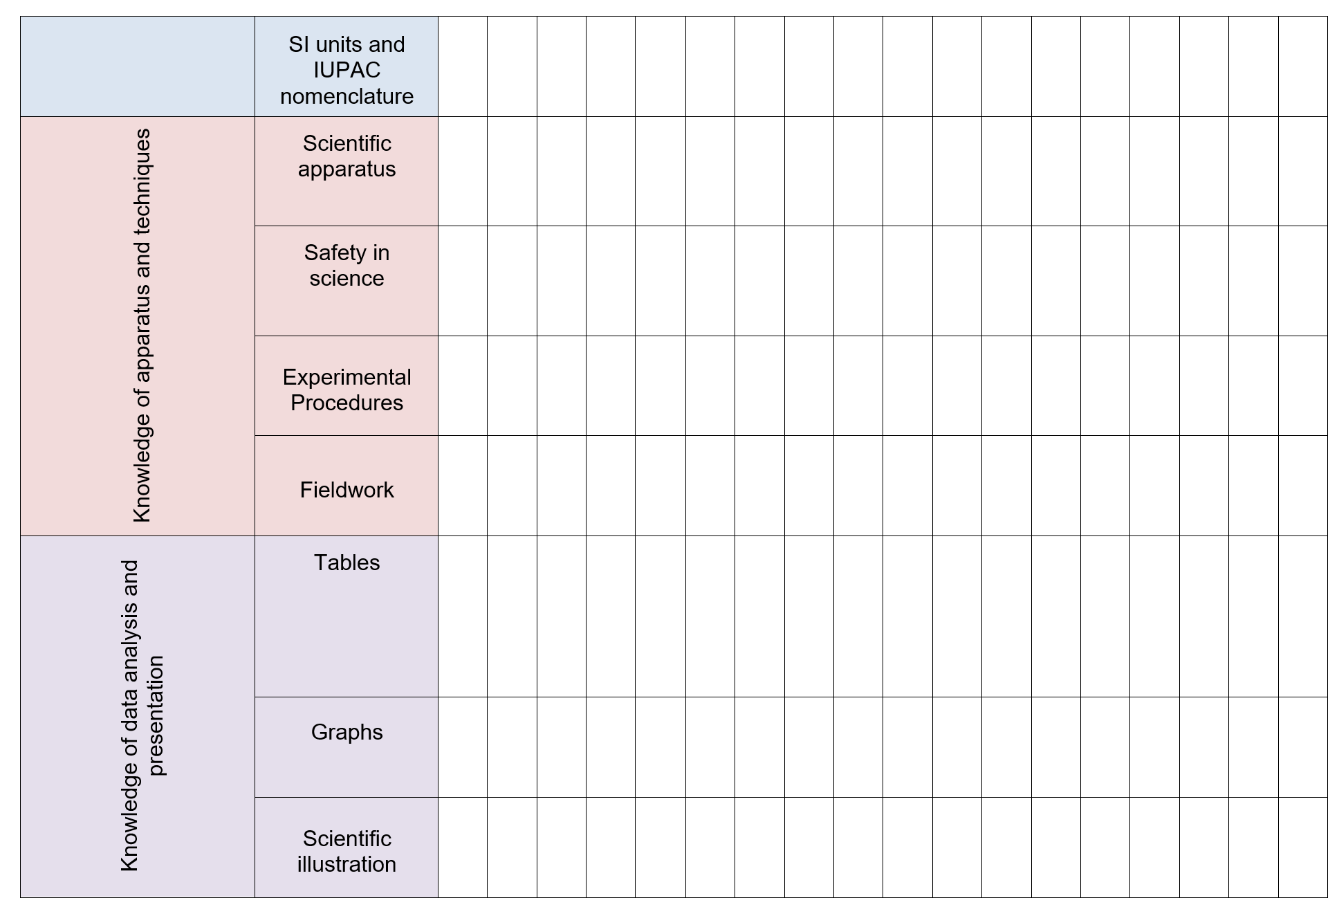 SI units and
IUPAC
nomenclature
Knowledge of apparatus and techniques
Scientific
apparatus
Safety in
science
Experimental
Procedures
Fieldwork
Knowledge of data analysis and
presentation
Tables
Graphs
Scientific
illustration